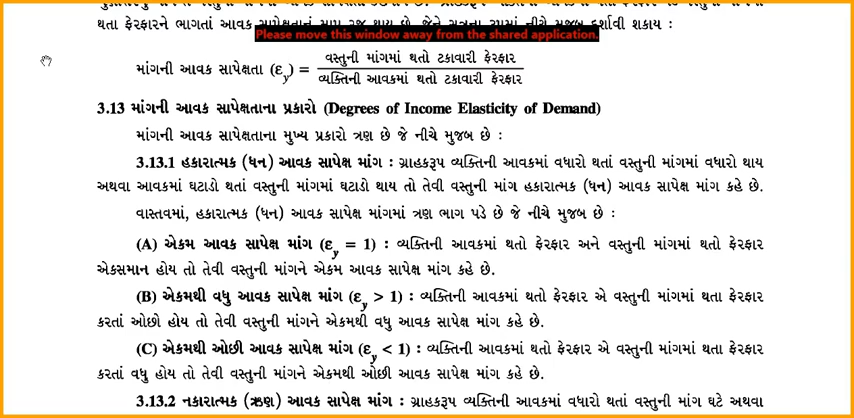 થતા ફેરફારને ભાગતાં આવક સાપેક્ષતાનું માપ રજૂ થાય છે. જેને સૂત્રના રૂપમાં નીચે મુજબ દર્શાવી શકાય :
Please move this window away from the shared application.
માંગની આવક સાપેક્ષતા (εy) = વસ્તુની માંગમાં થતો ટકાવારી ફેરફાર
વ્યક્તિની આવકમાં થતો ટકાવારી ફેરફાર
3.13 માંગની આવક સાપેક્ષતાના પ્રકારો (Degrees of Income Elasticity of Demand)
માંગની આવક સાપેક્ષતાના મુખ્ય પ્રકારો ત્રણ છે જે નીચે મુજબ છે :
3.13.1 હકારાત્મક (ધન) આવક સાપેક્ષ માંગ : ગ્રાહકરૂપ વ્યક્તિની આવકમાં વધારો થતાં વસ્તુની માંગમાં વધારો થાય
અથવા આવકમાં ઘટાડો થતાં વસ્તુની માંગમાં ઘટાડો થાય તો તેવી વસ્તુની માંગ હકારાત્મક (ધન) આવક સાપેક્ષ માંગ કહે છે.
વાસ્તવમાં, હકારાત્મક (ધન) આવક સાપેક્ષ માંગમાં ત્રણ ભાગ પડે છે જે નીચે મુજબ છે :
(A) એકમ આવક સાપેક્ષ માંગ (εy = 1) : વ્યક્તિની આવકમાં થતો ફેરફાર અને વસ્તુની માંગમાં થતો ફેરફાર
એકસમાન હોય તો તેવી વસ્તુની માંગને એકમ આવક સાપેક્ષ માંગ કહે છે.
(B) એકમથી વધુ આવક સાપેક્ષ માંગ (εy > 1) : વ્યક્તિની આવકમાં થતો ફેરફાર એ વસ્તુની માંગમાં થતા ફેરફાર
કરતાં ઓછો હોય તો તેવી વસ્તુની માંગને એકમથી વધુ આવક સાપેક્ષ માંગ કહે છે.
(C) એકમથી ઓછી આવક સાપેક્ષ માંગ (εy < 1) : વ્યક્તિની આવકમાં થતો ફેરફાર એ વસ્તુની માંગમાં થતા ફેરફાર
કરતાં વધુ હોય તો તેવી વસ્તુની માંગને એકમથી ઓછી આવક સાપેક્ષ માંગ કહે છે.
3.13.2 નકારાત્મક (ઋણ) આવક સાપેક્ષ માંગ : ગ્રાહકરૂપ વ્યક્તિની આવકમાં વધારો થતાં વસ્તુની માંગ ઘટે અથવા